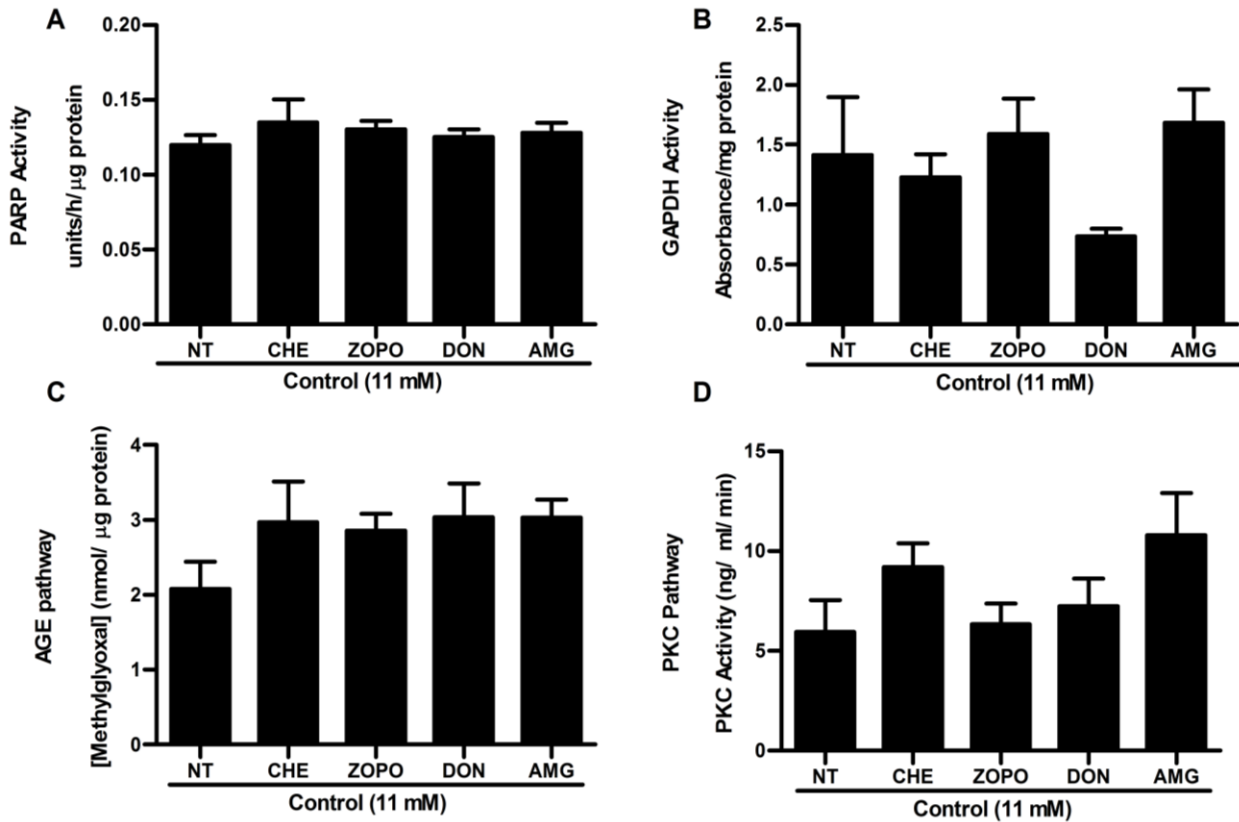 A
PARP Activity
units/h/µg protein
0.20
0.15
0.10
0.05
0.00
NT CHE ZOPO DON AMG
Control (11 mM)
B
GAPDH Activity
Absorbance/mg protein
2.5
2.0
1.5
1.0
0.5
0.0
NT CHE ZOPO DON AMG
Control (11 mM)
C
AGE pathway
[Methylglyoxal] (nmol/ µg protein)
4
3
2
1
0
NT CHE ZOPO DON AMG
Control (11 mM)
D
PKC Pathway
PKC Activity (ng/ ml/ min)
15
10
5
0
NT CHE ZOPO DON AMG
Control (11 mM)